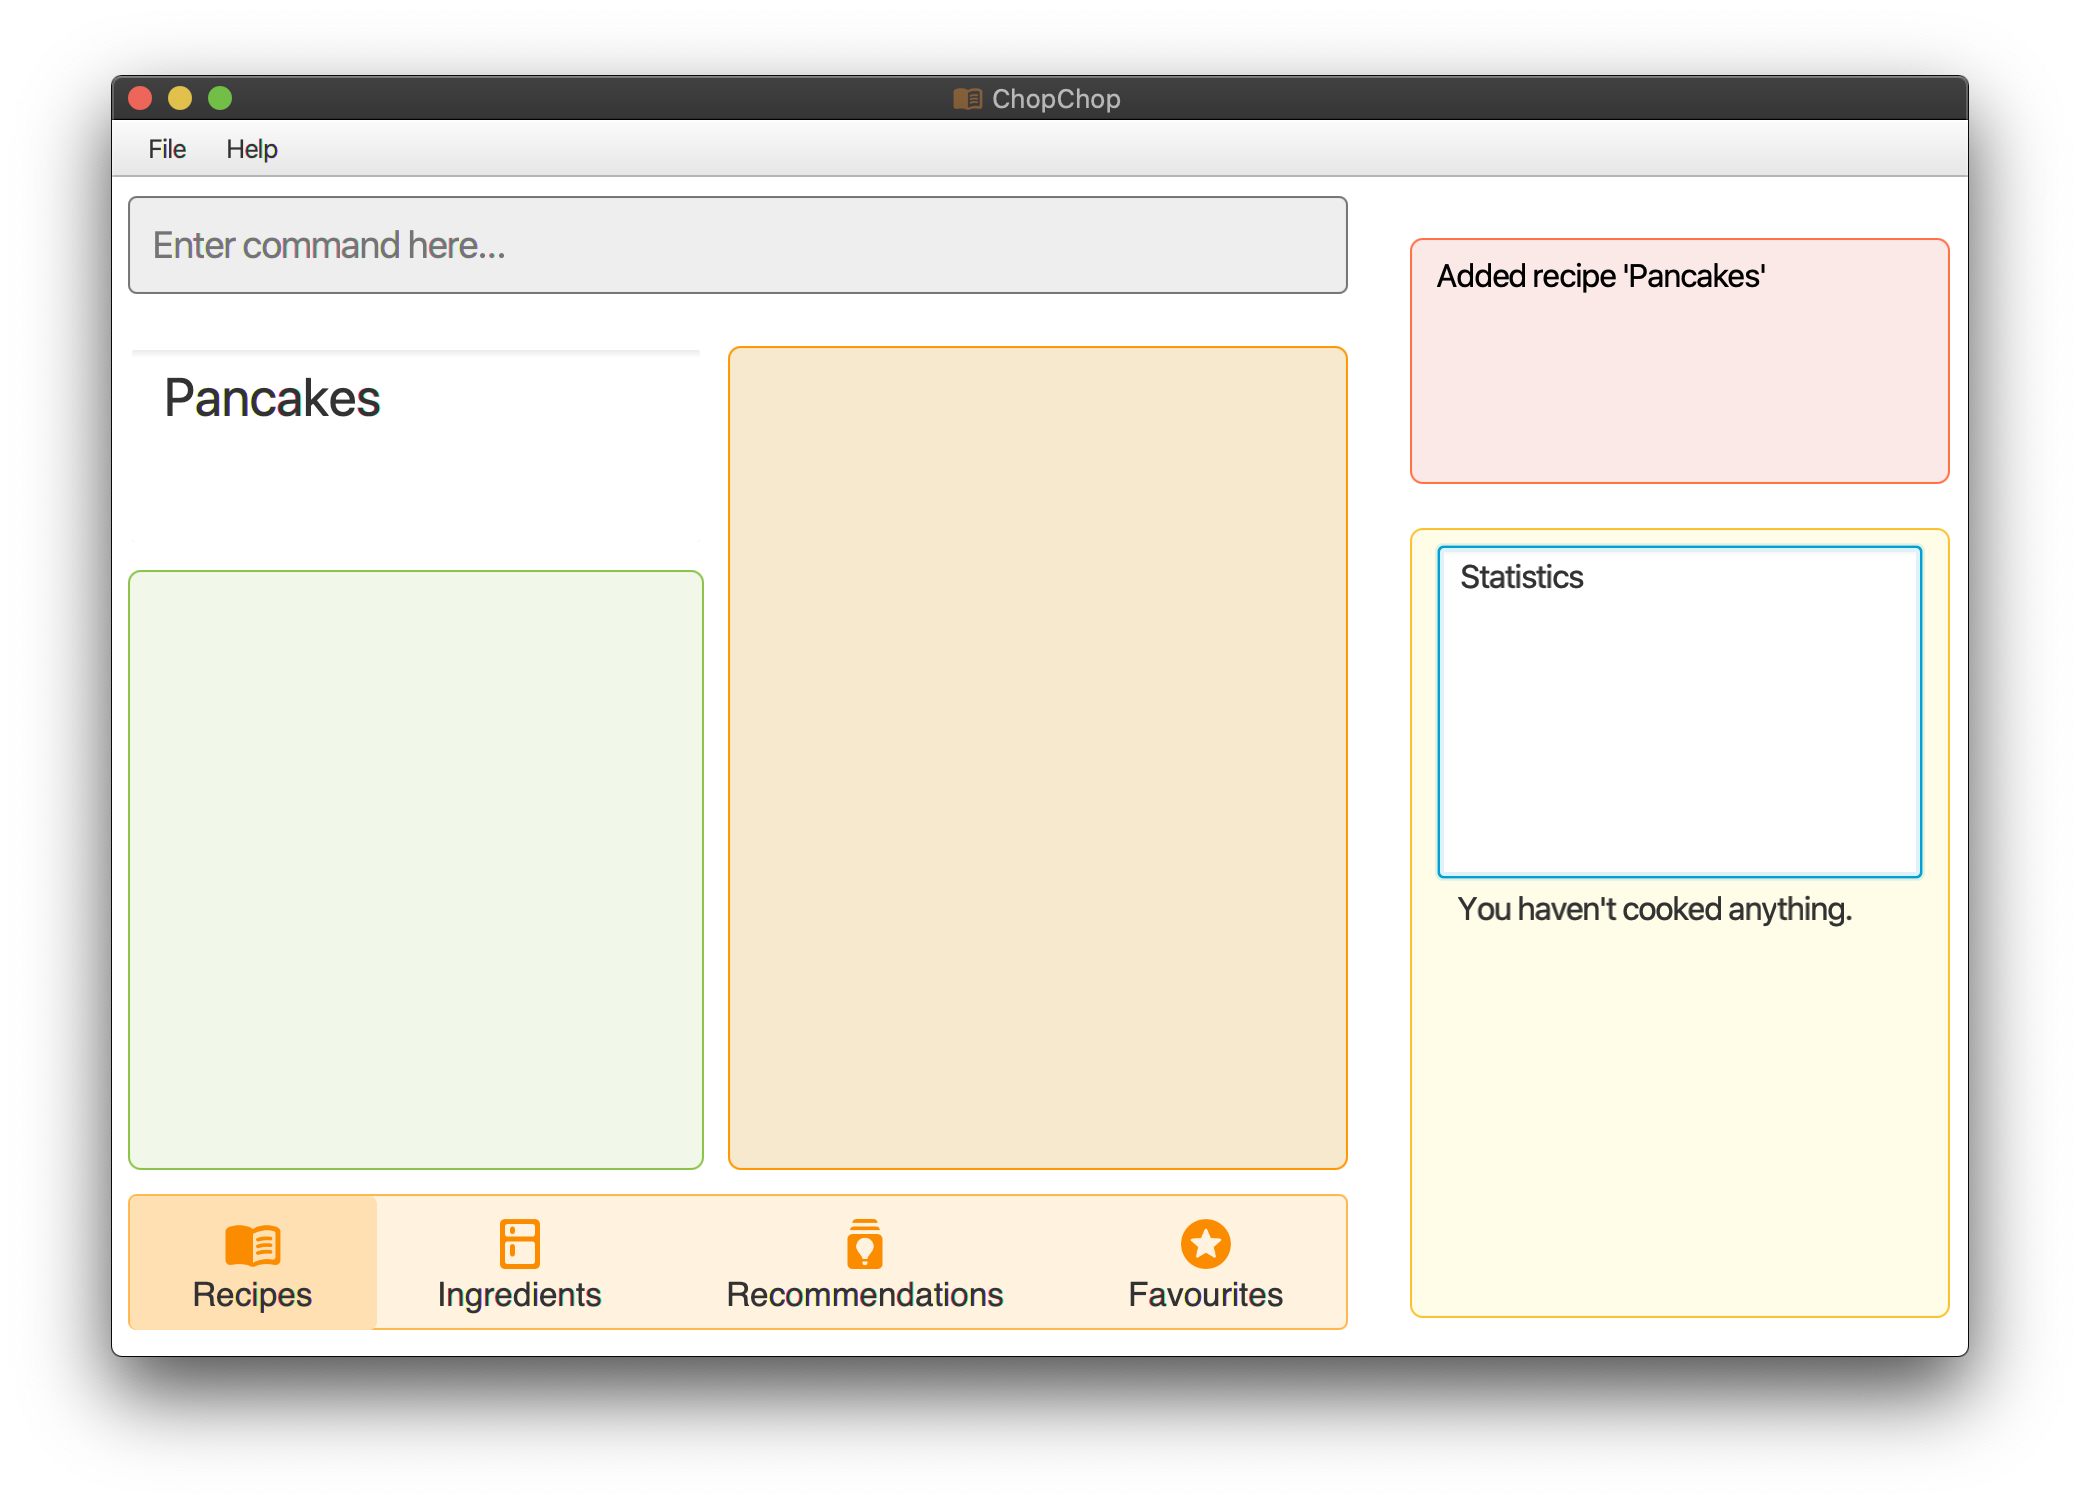 ChopChop
File Help
Enter command here...
Added recipe 'Pancakes'
Pancakes
Statistics
You haven't cooked anything.
Recipes Ingredients Recommendations Favourites